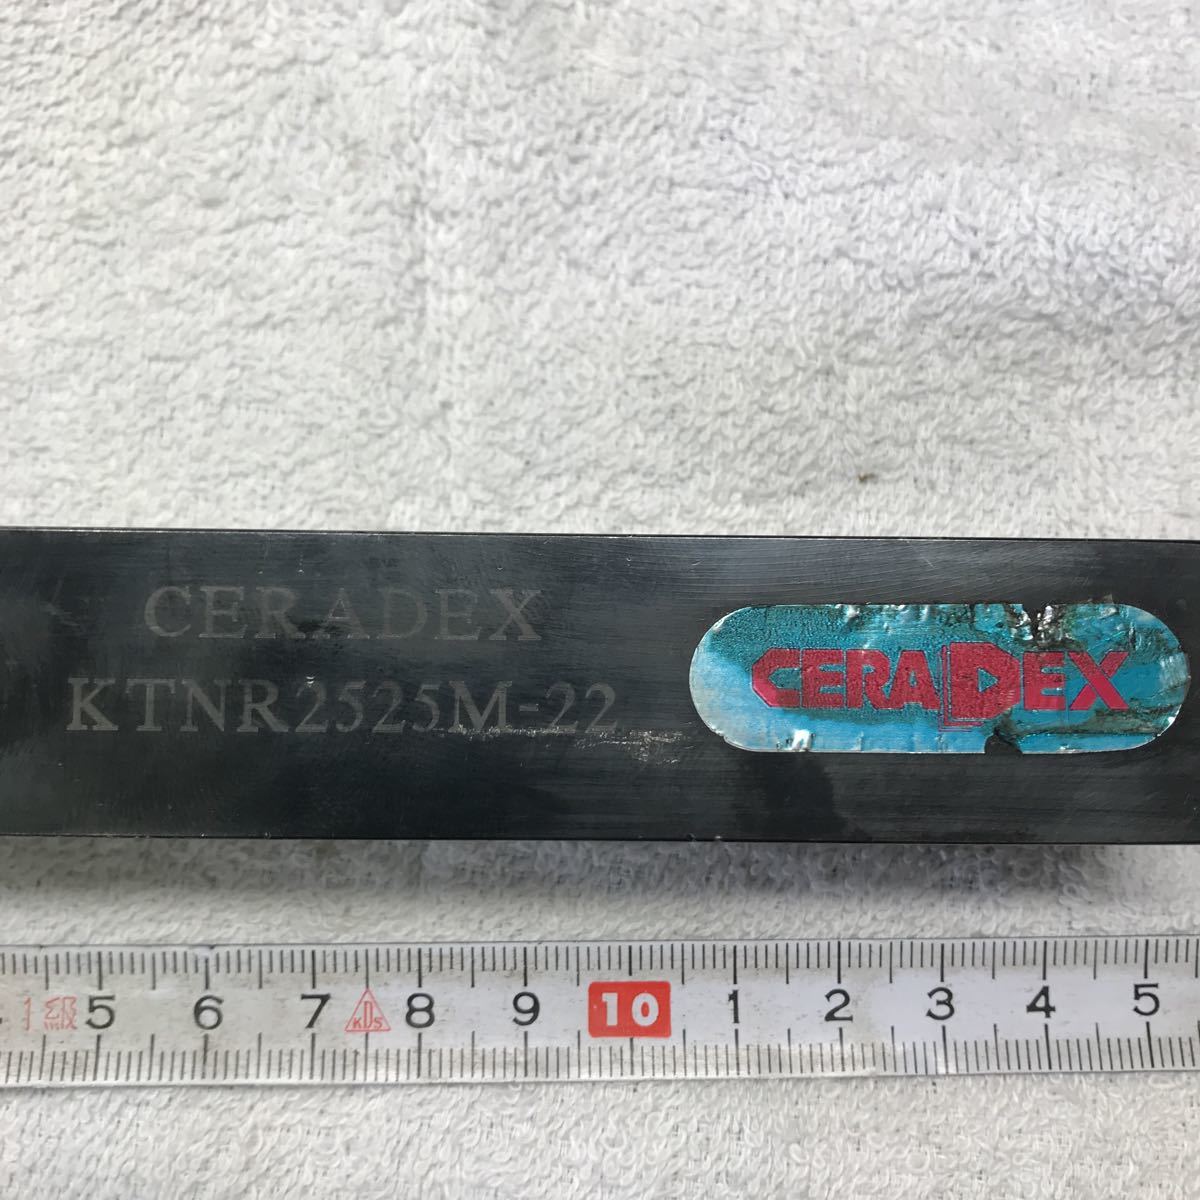 CERADEX
KTNR2525M-22
CERADEX
1級 5 6 7 KDS 8 9 10 1 2 3 4 5